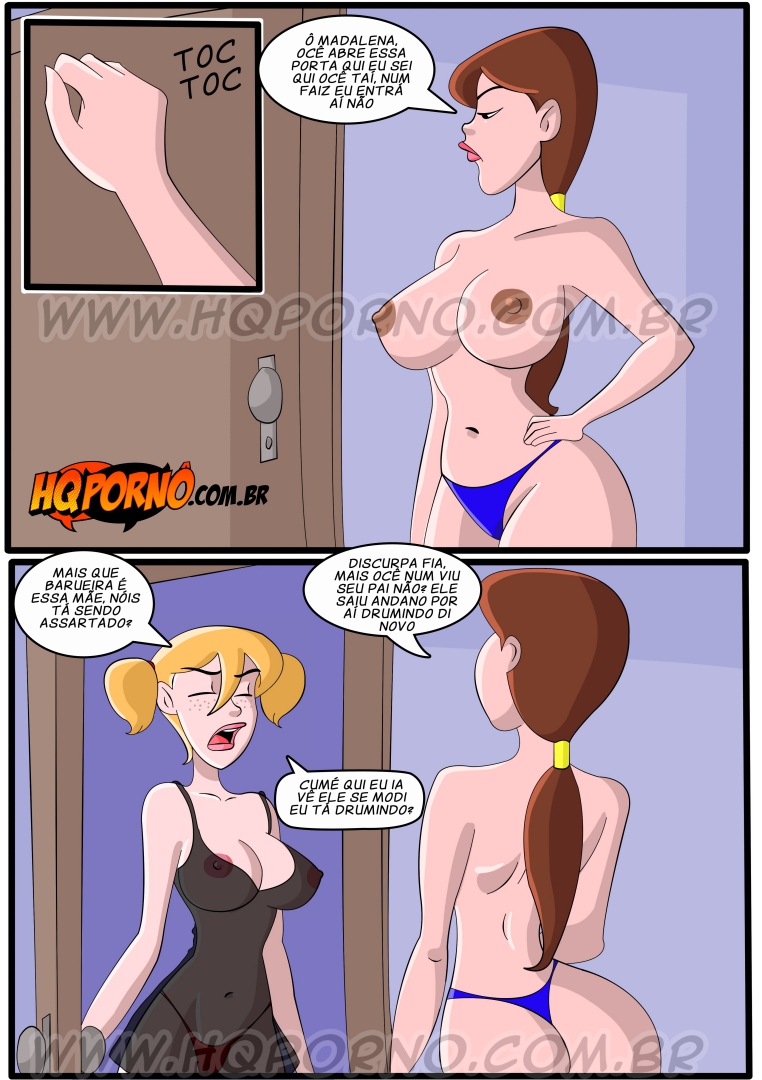 TOC
TOC
Ô MADALENA,
OCÊ ABRE ESSA
PORTA QUI EU SEI
QUI OCÊ TAÍ, NUM
FAIZ EU ENTRÁ
AÍ NÃO
WWW.HQPORNO.COM.BR
HQPORNÔ.COM.BR
MAIS QUE
BARUEIRA É
ESSA MÃE, NÓIS
TÁ SENDO
ASSARTADO?
DISCURPA FIA,
MAIS OCÊ NUM VIU
SEU PAI NÃO? ELE
SAIU ANDANO POR
AÍ DRUMINDO DI
NOVO
CUMÉ QUI EU IA
VÊ ELE SE MODI
EU TÁ DRUMINDO?
WWW.HQPORNO.COM.BR